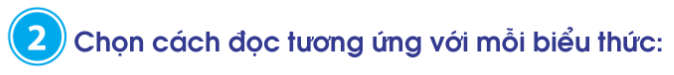 2 Chọn cách đọc tương ứng với mỗi biểu thức: